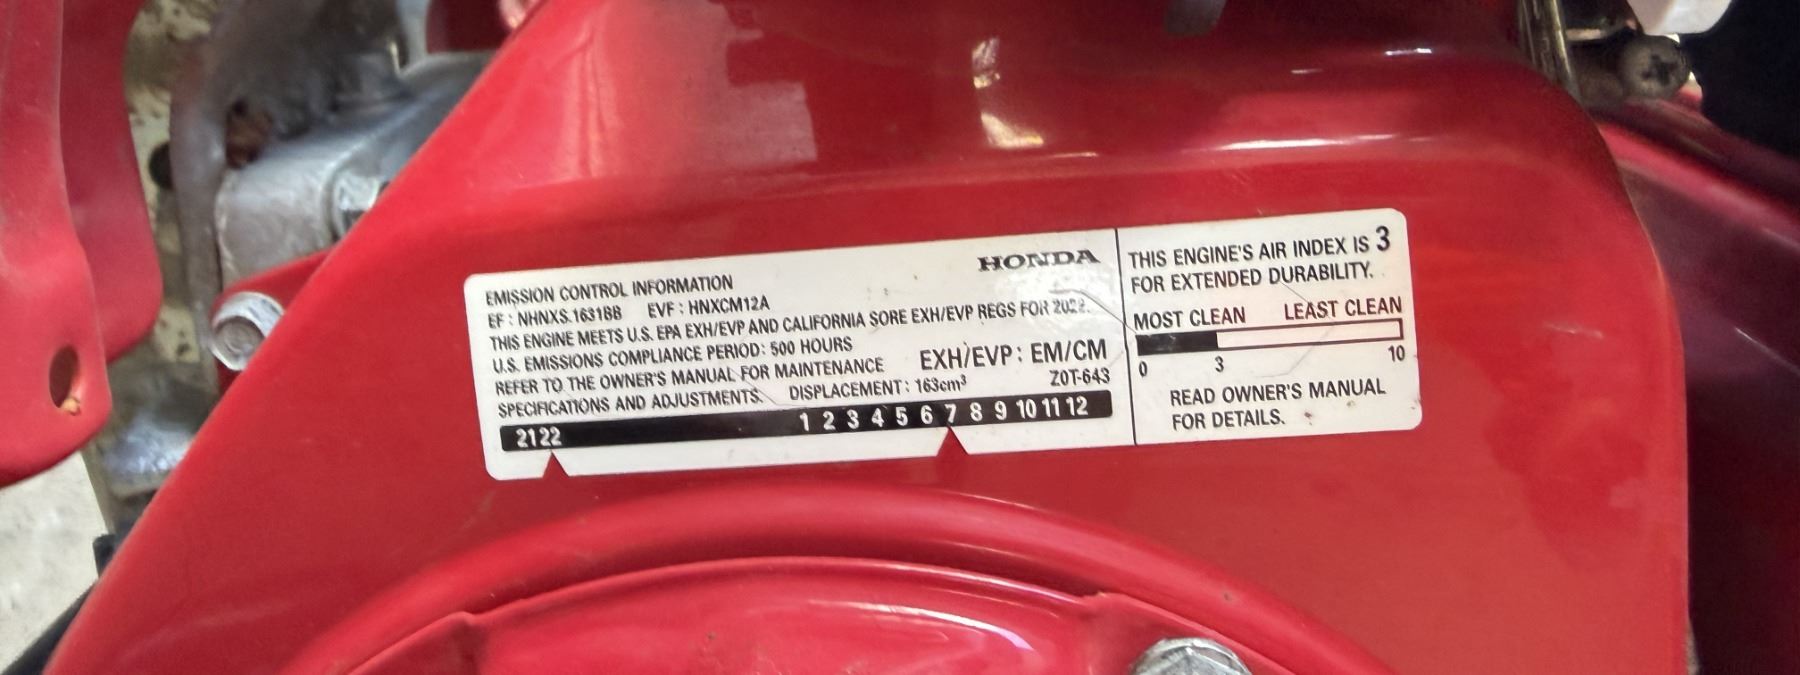 EMISSION CONTROL INFORMATION
HONDA
EF : NHNXS.1631BB EVF : HNXCM12A
THIS ENGINE MEETS U.S. EPA EXH/EVP AND CALIFORNIA SORE EXH/EVP REGS FOR 2022.
U.S. EMISSIONS COMPLIANCE PERIOD: 500 HOURS
REFER TO THE OWNER'S MANUAL FOR MAINTENANCE
SPECIFICATIONS AND ADJUSTMENTS.
EXH/EVP : EM/CM
DISPLACEMENT : 163cm³
Z0T-643
2122
1 2 3 4 5 6 7 8 9 10 11 12
THIS ENGINE'S AIR INDEX IS 3
FOR EXTENDED DURABILITY.
MOST CLEAN LEAST CLEAN
0 3 10
READ OWNER'S MANUAL
FOR DETAILS.